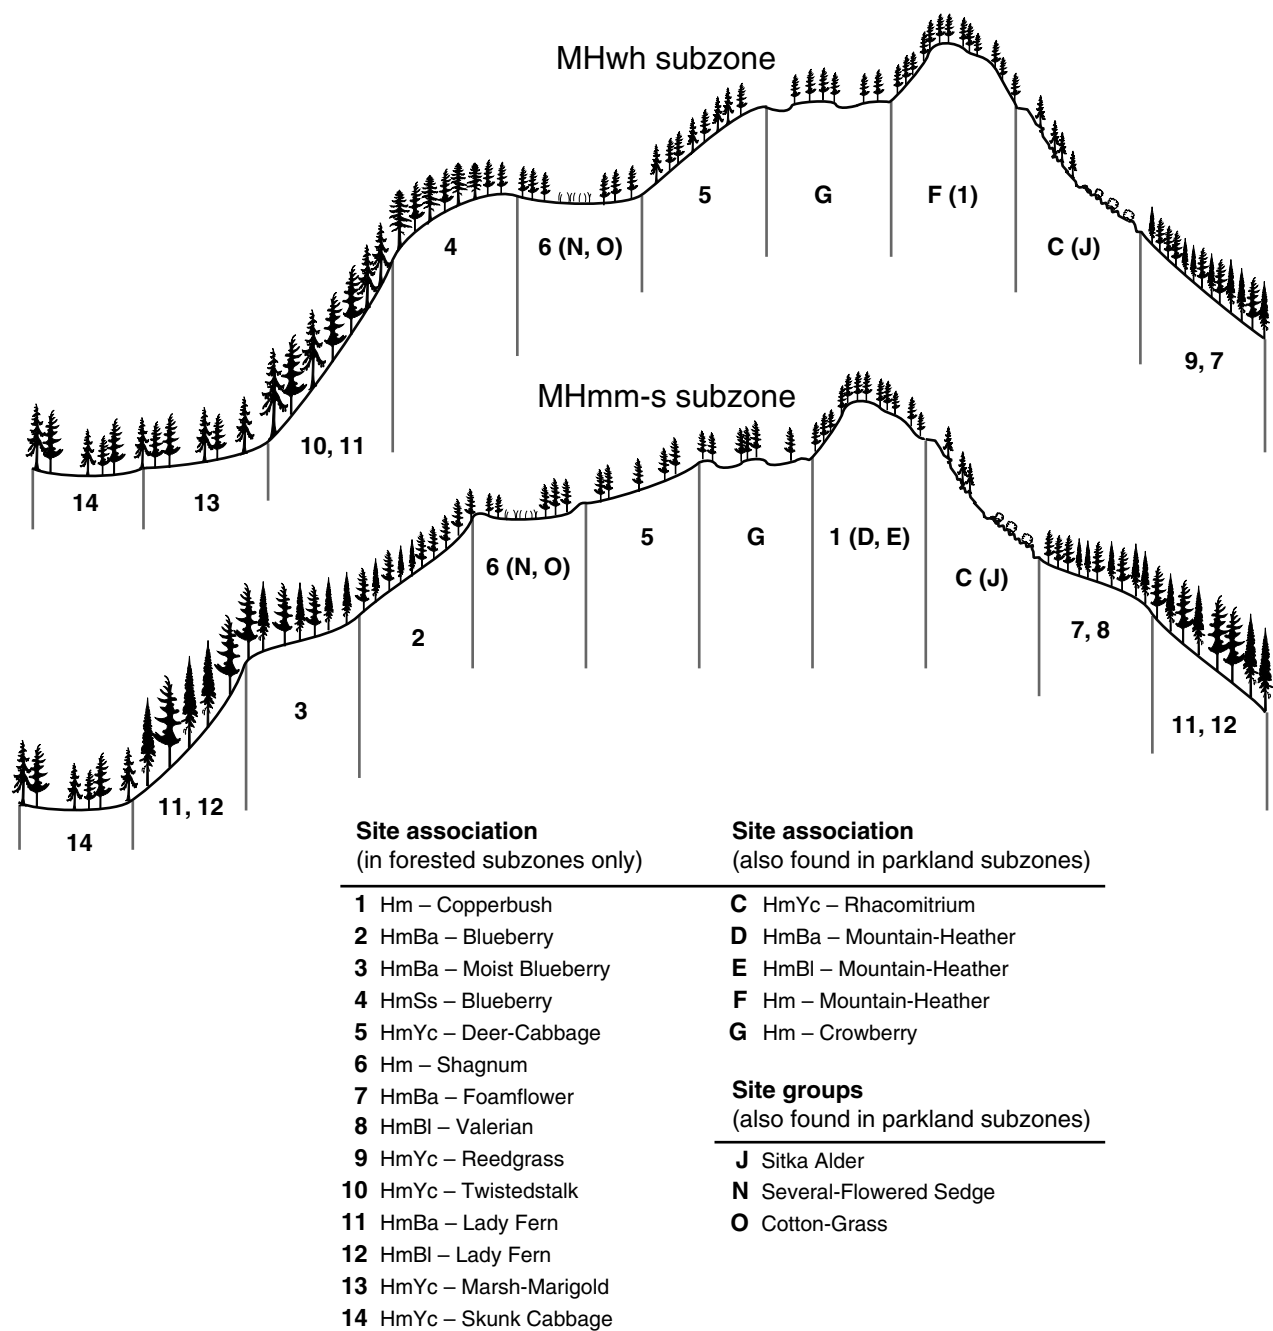 MHwh subzone
5
G
F (1)
4
6 (N, O)
C (J)
9, 7
10, 11
14
13
MHmm-s subzone
5
G
1 (D, E)
6 (N, O)
C (J)
2
7, 8
3
11, 12
11, 12
14
Site association
(in forested subzones only)
1 Hm – Copperbush
2 HmBa – Blueberry
3 HmBa – Moist Blueberry
4 HmSs – Blueberry
5 HmYc – Deer-Cabbage
6 Hm – Shagnum
7 HmBa – Foamflower
8 HmBl – Valerian
9 HmYc – Reedgrass
10 HmYc – Twistedstalk
11 HmBa – Lady Fern
12 HmBl – Lady Fern
13 HmYc – Marsh-Marigold
14 HmYc – Skunk Cabbage
Site association
(also found in parkland subzones)
C HmYc – Rhacomitrium
D HmBa – Mountain-Heather
E HmBl – Mountain-Heather
F Hm – Mountain-Heather
G Hm – Crowberry
Site groups
(also found in parkland subzones)
J Sitka Alder
N Several-Flowered Sedge
O Cotton-Grass